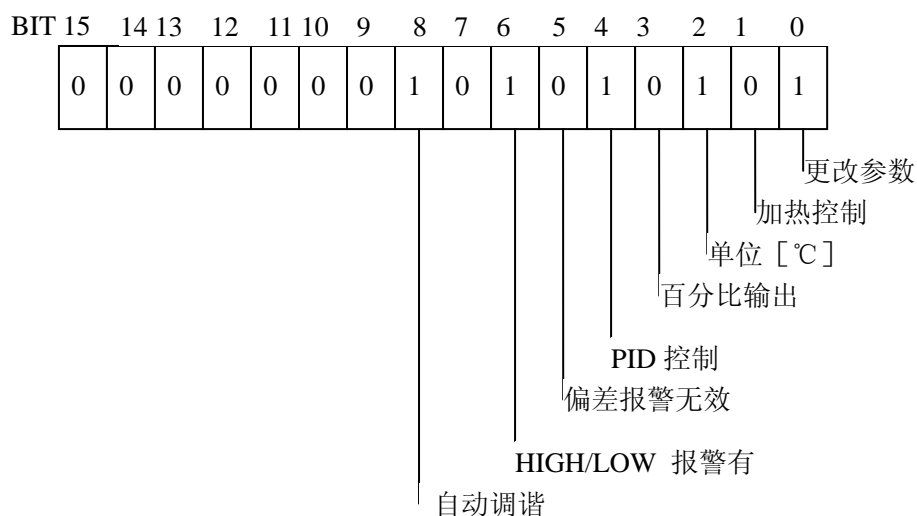 BIT 15 14 13 12 11 10 9 8 7 6 5 4 3 2 1 0
0 0 0 0 0 0 0 1 0 1 0 1 0 1 0 1
更改参数
加热控制
单位［℃］
百分比输出
PID 控制
偏差报警无效
HIGH/LOW 报警有
自动调谐